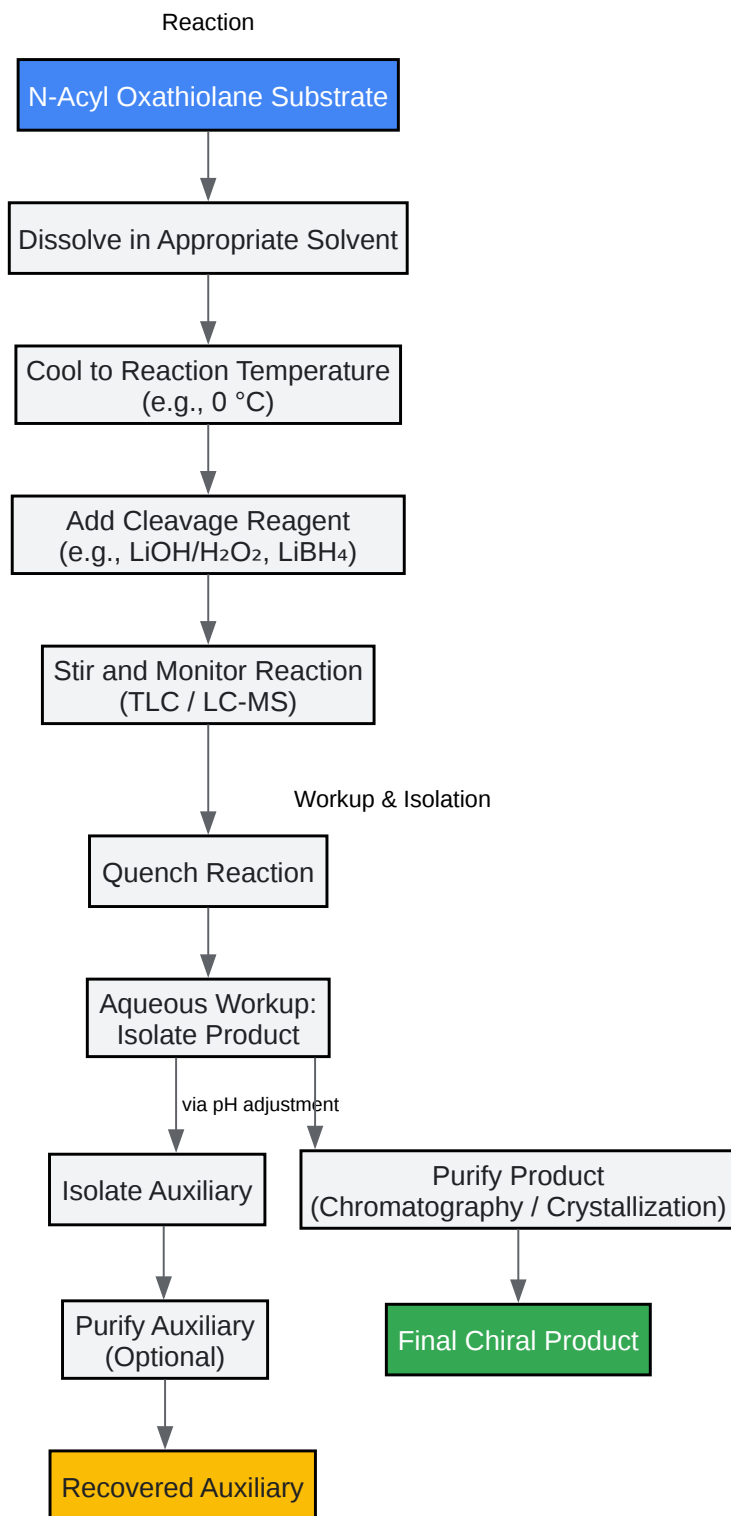 Reaction
N-Acyl Oxathiolane Substrate
Dissolve in Appropriate Solvent
Cool to Reaction Temperature
(e.g., 0 °C)
Add Cleavage Reagent
(e.g., LiOH/H₂O₂, LiBH₄)
Stir and Monitor Reaction
(TLC / LC-MS)
Workup & Isolation
Quench Reaction
Aqueous Workup:
Isolate Product
via pH adjustment
Isolate Auxiliary
Purify Product
(Chromatography / Crystallization)
Purify Auxiliary
(Optional)
Final Chiral Product
Recovered Auxiliary